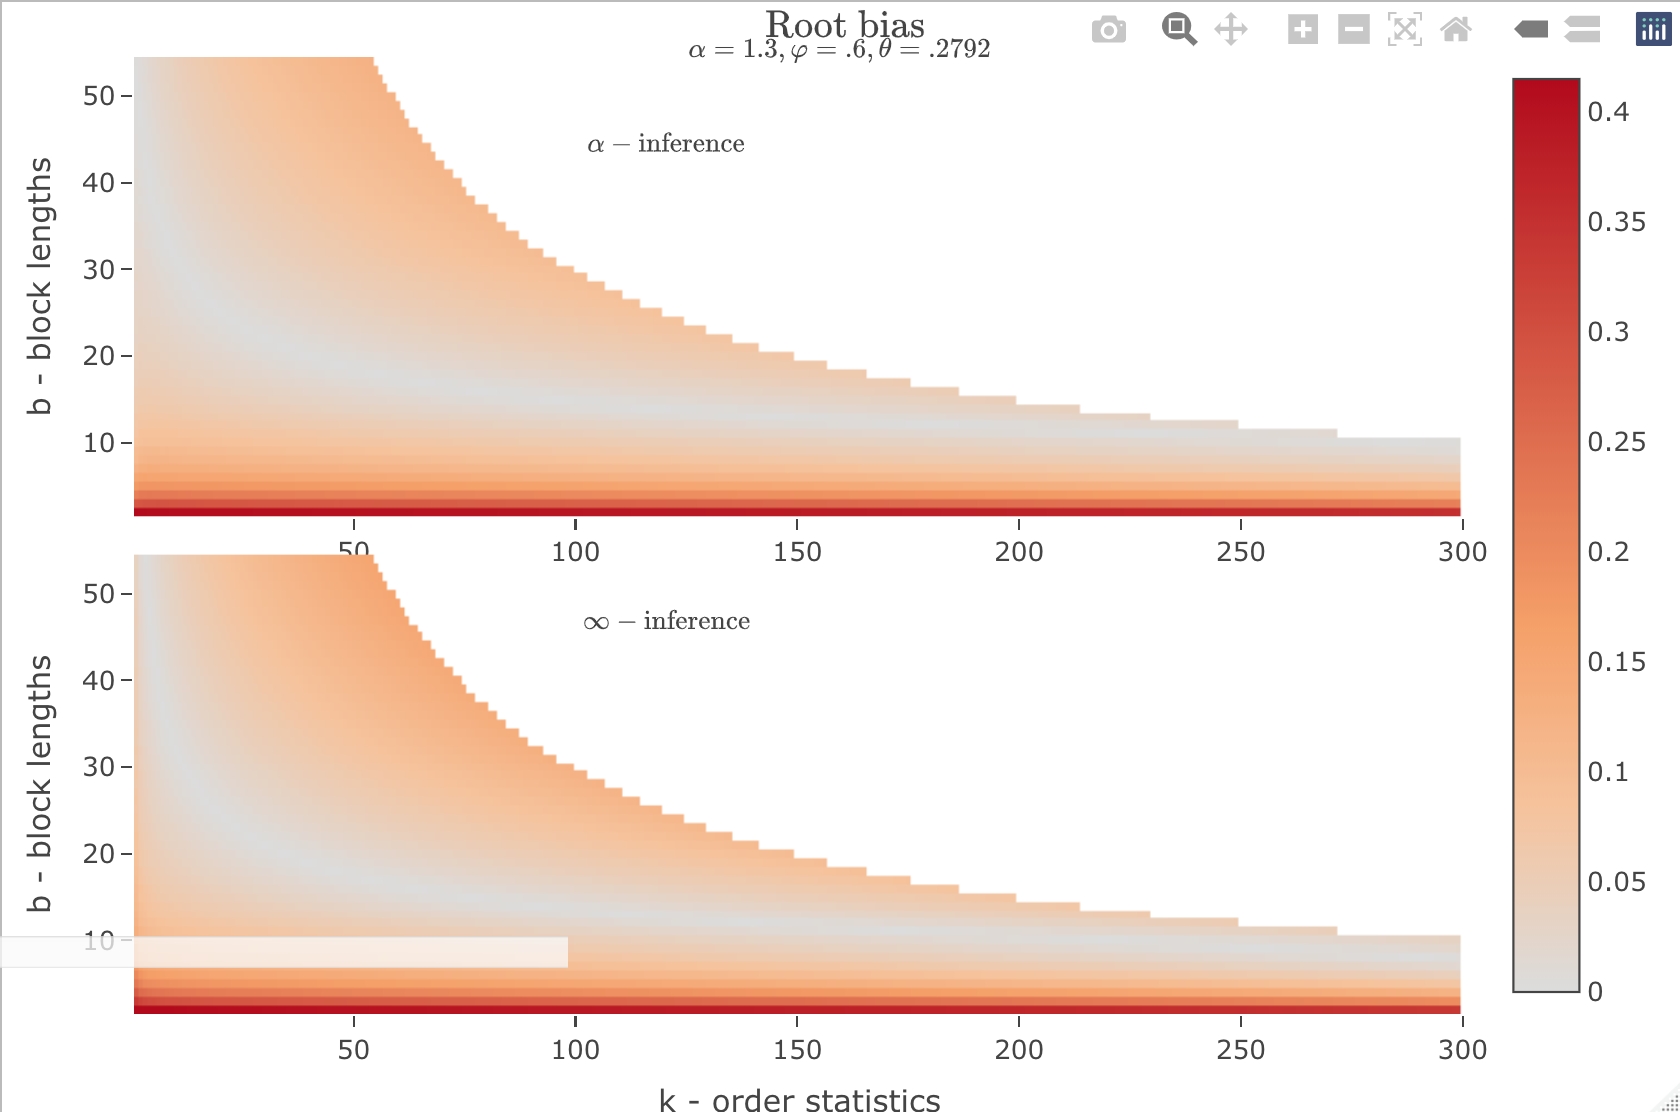 Root bias
α = 1.3, φ = .6, θ = .2792
α − inference
b - block lengths
50
40
30
20
10
50 100 150 200 250 300
∞ − inference
b - block lengths
50
40
30
20
10
50 100 150 200 250 300
k - order statistics
0.4
0.35
0.3
0.25
0.2
0.15
0.1
0.05
0